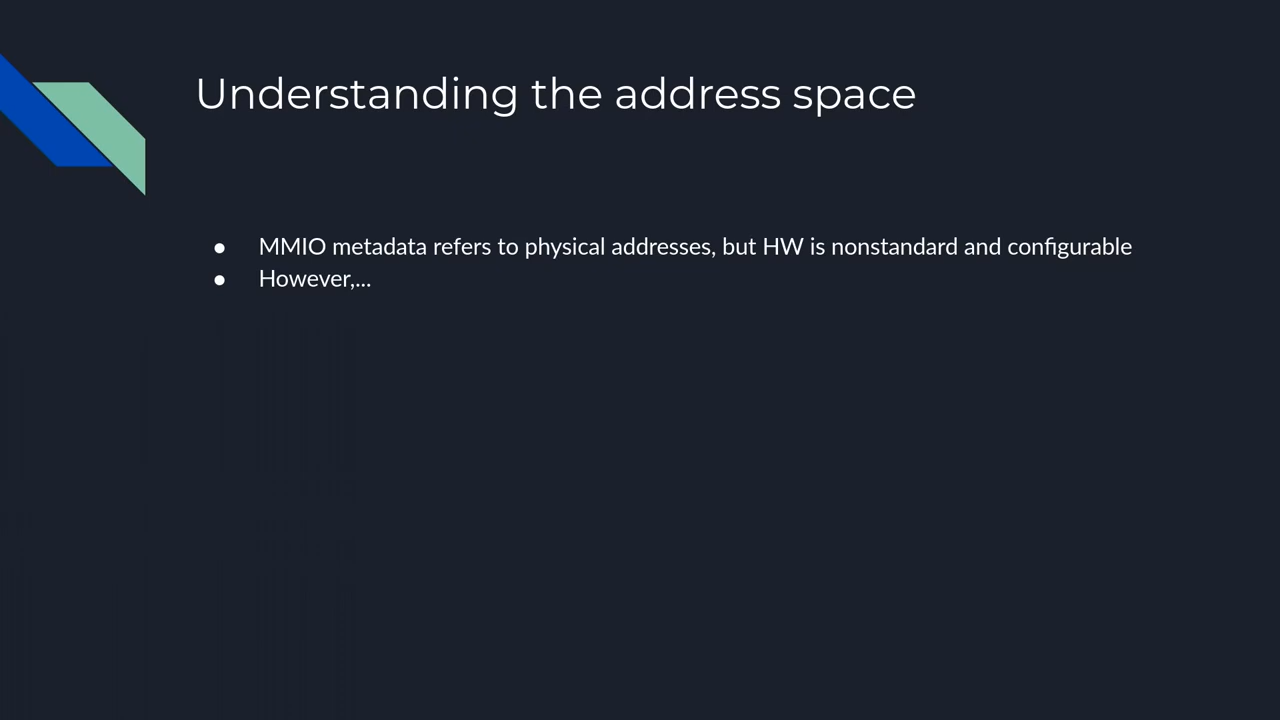 Understanding the address space
● MMIO metadata refers to physical addresses, but HW is nonstandard and configurable
● However,...